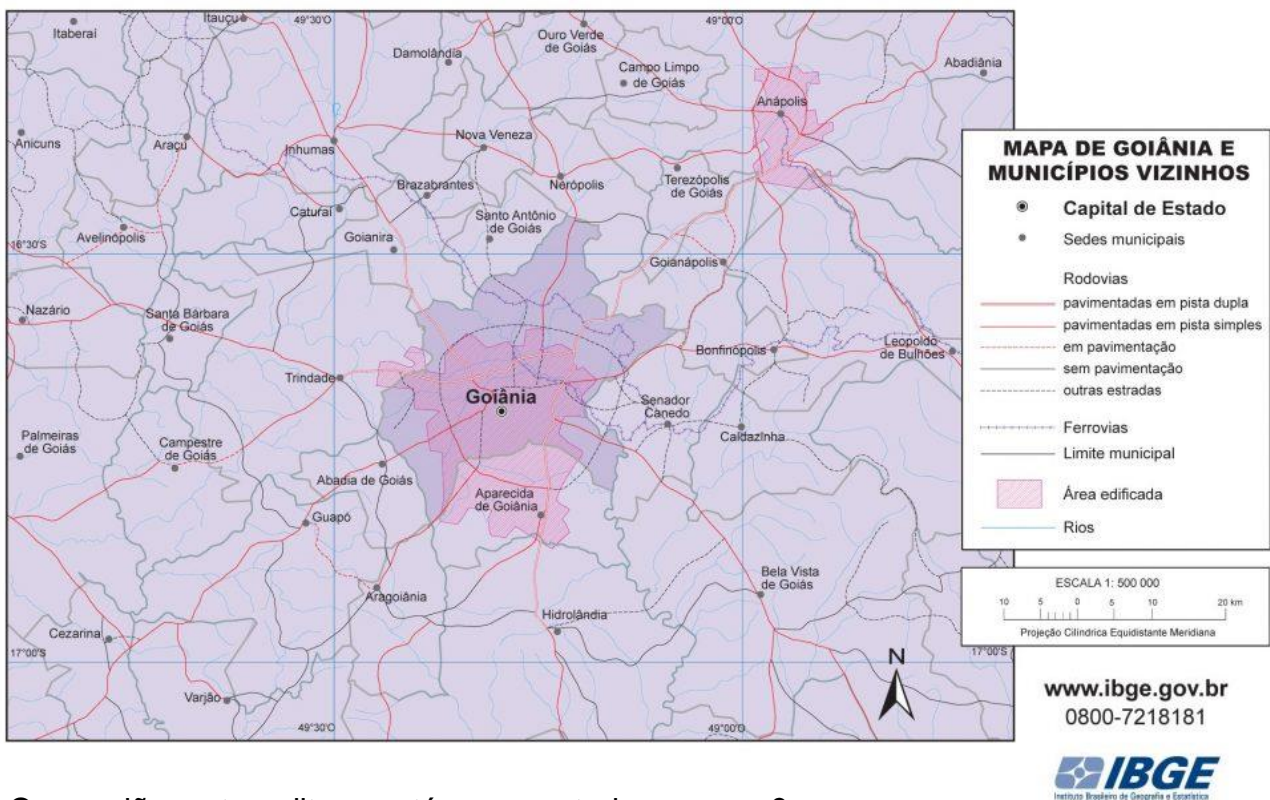 Itaberaí
Itauçu
49°30'O
Ouro Verde
de Goiás
49°00'O
Damolândia
Campo Limpo
de Goiás
Abadiânia
Anápolis
Anicuns
Araçu
Inhumas
Nova Veneza
Brazabrantes
Nerópolis
Terezópolis
de Goiás
Caturaí
Santo Antônio
de Goiás
Avelinópolis
Goianira
16°30'S
Goianápolis
Nazário
Santa Bárbara
de Goiás
Bonfinópolis
Leopoldo
de Bulhões
Trindade
Goiânia
Senador
Canedo
Caldazinha
Palmeiras
de Goiás
Campestre
de Goiás
Abadia de Goiás
Aparecida
de Goiânia
Guapó
Aragoiânia
Bela Vista
de Goiás
Hidrolândia
Cezarina
17°00'S
17°00'S
N
Varjão
49°30'O
49°00'O
MAPA DE GOIÂNIA E
MUNICÍPIOS VIZINHOS
Capital de Estado
Sedes municipais
Rodovias
pavimentadas em pista dupla
pavimentadas em pista simples
em pavimentação
sem pavimentação
outras estradas
Ferrovias
Limite municipal
Área edificada
Rios
ESCALA 1: 500 000
10 5 0 5 10 20 km
Projeção Cilíndrica Equidistante Meridiana
www.ibge.gov.br
0800-7218181
IBGE
Instituto Brasileiro de Geografia e Estatística